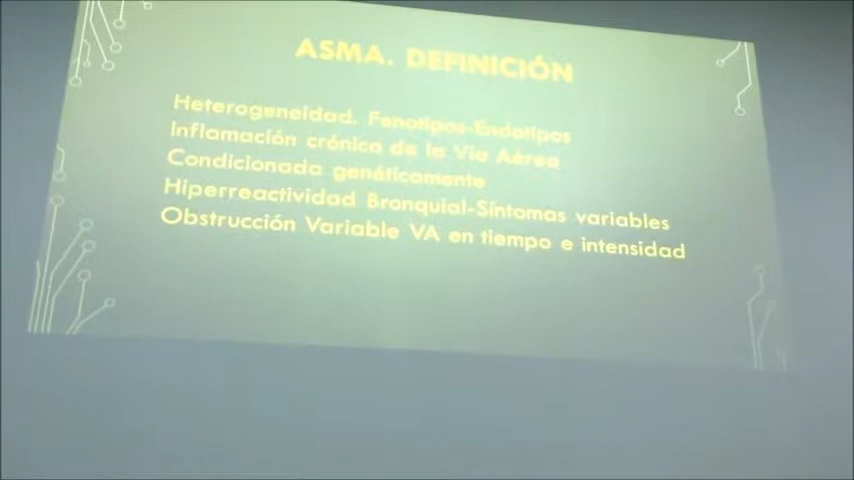 ASMA. DEFINICIÓN
Heterogeneidad. Fenotipos-Endotipos
Inflamación crónica de la Vía Aérea
Condicionada genéticamente
Hiperreactividad Bronquial-Síntomas variables
Obstrucción Variable VA en tiempo e intensidad